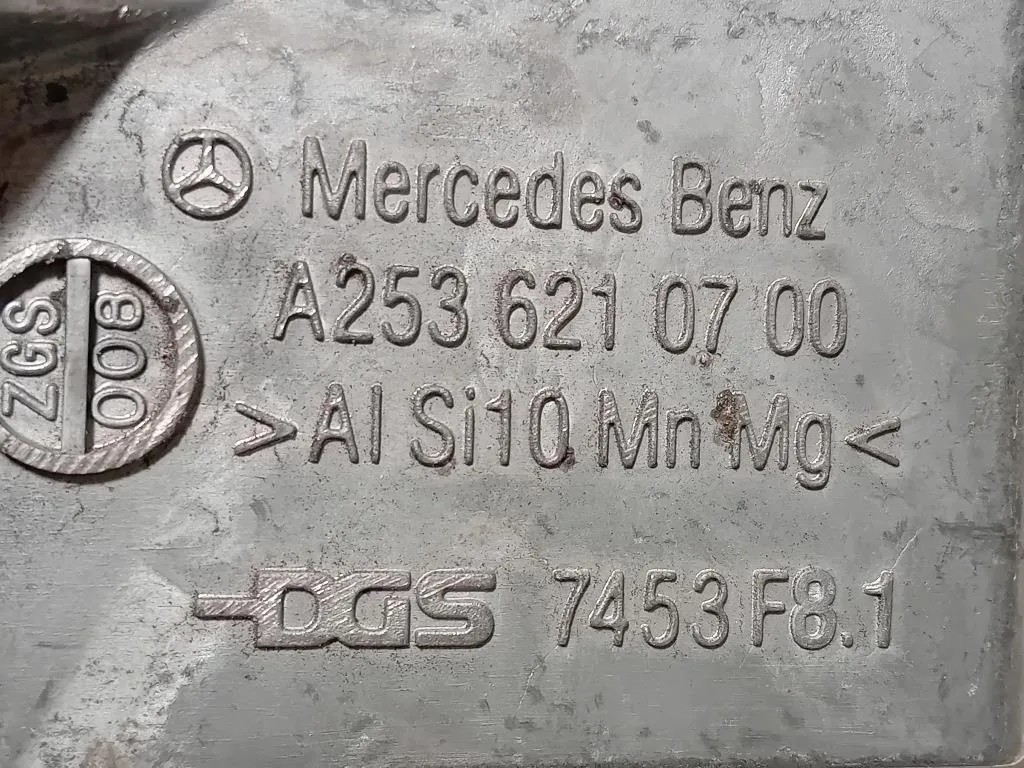 Mercedes Benz
A253 621 07 00
>Al Si10 Mn Mg<
ZGS
008
DGS 7453 F8.1